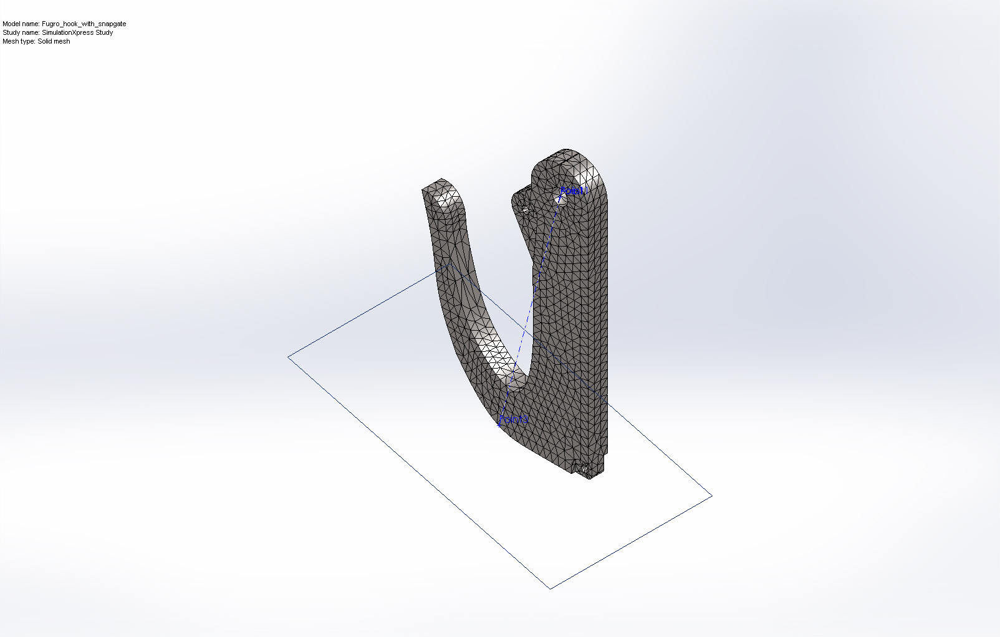 Model name: Fugro_hook_with_snapgate
Study name: SimulationXpress Study
Mesh type: Solid mesh